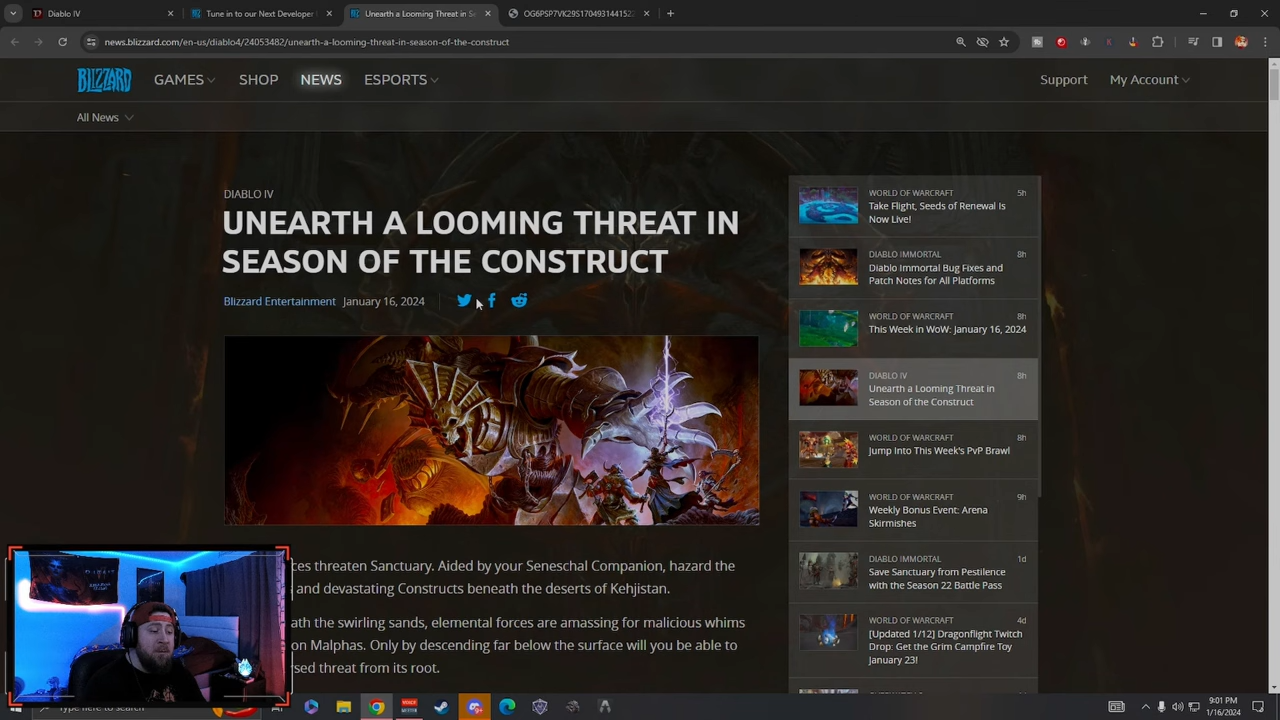 Diablo IV
Tune in to our Next Developer
Unearth a Looming Threat in Se
OG6PSP7VK29S1704931441522
news.blizzard.com/en-us/diablo4/24053482/unearth-a-looming-threat-in-season-of-the-construct
BLIZZARD
GAMES
SHOP
NEWS
ESPORTS
Support
My Account
All News
DIABLO IV
UNEARTH A LOOMING THREAT IN
SEASON OF THE CONSTRUCT
Blizzard Entertainment January 16, 2024
ces threaten Sanctuary. Aided by your Seneschal Companion, hazard the
and devastating Constructs beneath the deserts of Kehjistan.
ath the swirling sands, elemental forces are amassing for malicious whims
on Malphas. Only by descending far below the surface will you be able to
rsed threat from its root.
WORLD OF WARCRAFT 5h
Take Flight, Seeds of Renewal Is
Now Live!
DIABLO IMMORTAL 8h
Diablo Immortal Bug Fixes and
Patch Notes for All Platforms
WORLD OF WARCRAFT 8h
This Week in WoW: January 16, 2024
DIABLO IV 8h
Unearth a Looming Threat in
Season of the Construct
WORLD OF WARCRAFT 8h
Jump Into This Week's PvP Brawl
WORLD OF WARCRAFT 9h
Weekly Bonus Event: Arena
Skirmishes
DIABLO IMMORTAL 1d
Save Sanctuary from Pestilence
with the Season 22 Battle Pass
WORLD OF WARCRAFT 4d
[Updated 1/12] Dragonflight Twitch
Drop: Get the Grim Campfire Toy
January 23!
Type here to search
9:01 PM
1/16/2024